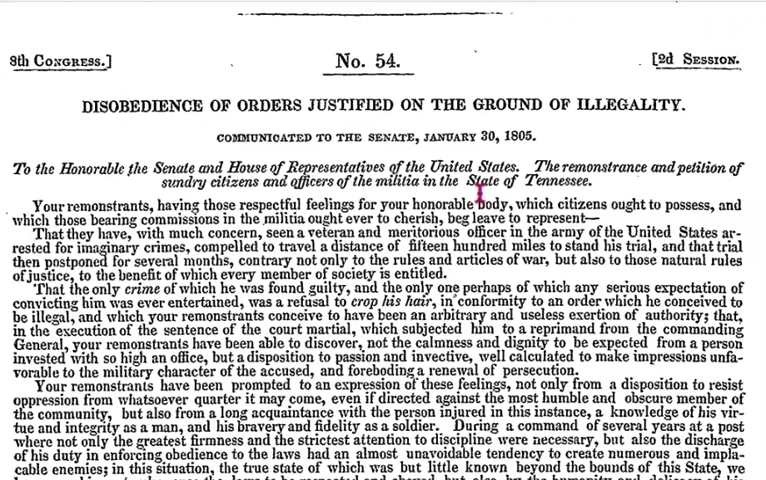 8th Congress.]
No. 54.
[2d Session.
DISOBEDIENCE OF ORDERS JUSTIFIED ON THE GROUND OF ILLEGALITY.
COMMUNICATED TO THE SENATE, JANUARY 30, 1805.
To the Honorable the Senate and House of Representatives of the United States. The remonstrance and petition of
sundry citizens and officers of the militia in the State of Tennessee.
Your remonstrants, having those respectful feelings for your honorable body, which citizens ought to possess, and
which those bearing commissions in the militia ought ever to cherish, beg leave to represent—
That they have, with much concern, seen a veteran and meritorious officer in the army of the United States ar-
rested for imaginary crimes, compelled to travel a distance of fifteen hundred miles to stand his trial, and that trial
then postponed for several months, contrary not only to the rules and articles of war, but also to those natural rules
of justice, to the benefit of which every member of society is entitled.
That the only crime of which he was found guilty, and the only one perhaps of which any serious expectation of
convicting him was ever entertained, was a refusal to crop his hair, in conformity to an order which he conceived to
be illegal, and which your remonstrants conceive to have been an arbitrary and useless exertion of authority; that,
in the execution of the sentence of the court martial, which subjected him to a reprimand from the commanding
General, your remonstrants have been able to discover, not the calmness and dignity to be expected from a person
invested with so high an office, but a disposition to passion and invective, well calculated to make impressions unfa-
vorable to the military character of the accused, and foreboding a renewal of persecution.
Your remonstrants have been prompted to an expression of these feelings, not only from a disposition to resist
oppression from whatsoever quarter it may come, even if directed against the most humble and obscure member of
the community, but also from a long acquaintance with the person injured in this instance, a knowledge of his vir-
tue and integrity as a man, and his bravery and fidelity as a soldier. During a command of several years at a post
where not only the greatest firmness and the strictest attention to discipline were necessary, but also the discharge
of his duty in enforcing obedience to the laws had an almost unavoidable tendency to create numerous and impla-
cable enemies; in this situation, the true state of which was but little known beyond the bounds of this State, we